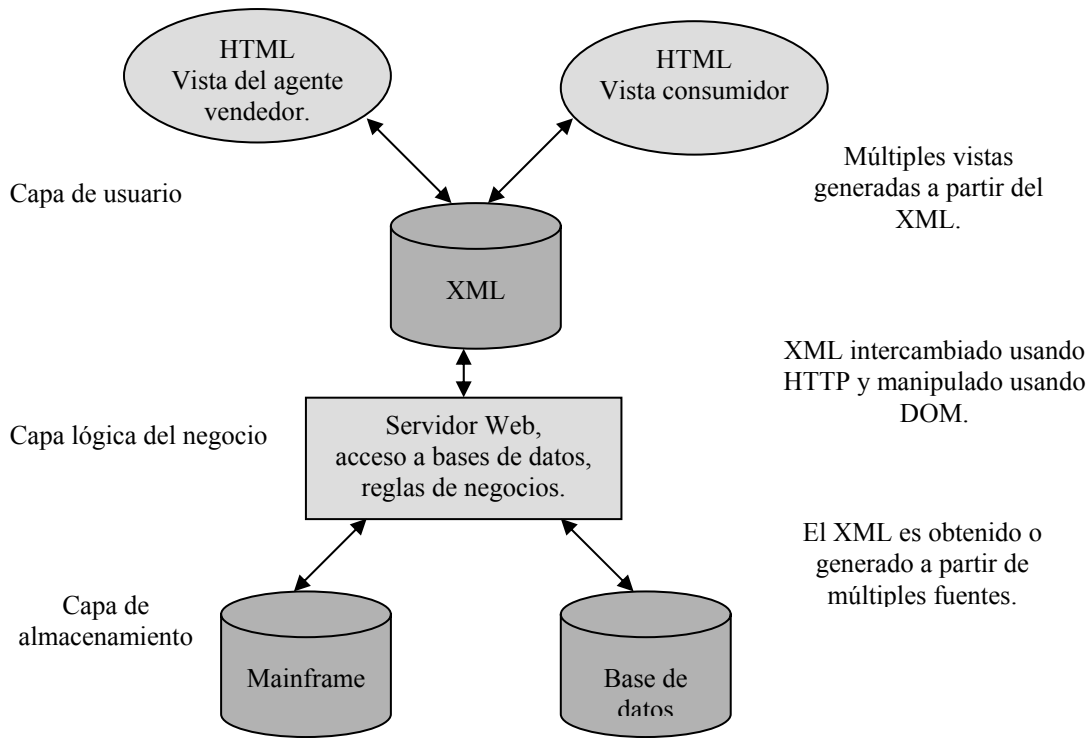 HTML
Vista del agente
vendedor.
HTML
Vista consumidor
Capa de usuario
Múltiples vistas
generadas a partir del
XML.
XML
XML intercambiado usando
HTTP y manipulado usando
DOM.
Capa lógica del negocio
Servidor Web,
acceso a bases de datos,
reglas de negocios.
El XML es obtenido o
generado a partir de
múltiples fuentes.
Capa de
almacenamiento
Mainframe
Base de
datos